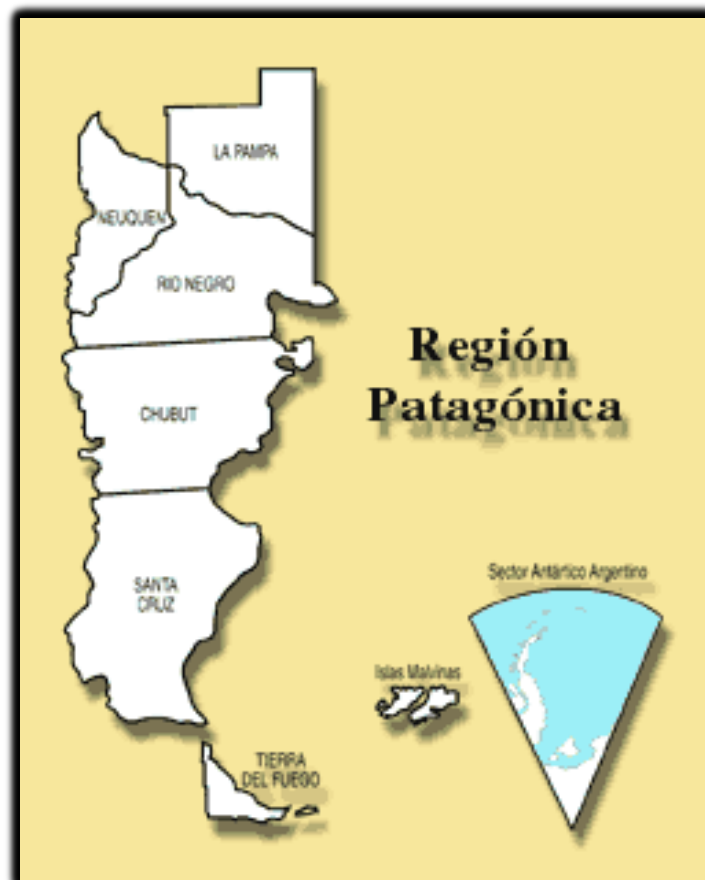 LA PAMPA
NEUQUEN
RIO NEGRO
Región
Patagónica
CHUBUT
SANTA
CRUZ
Sector Antártico Argentino
Islas Malvinas
TIERRA
DEL FUEGO